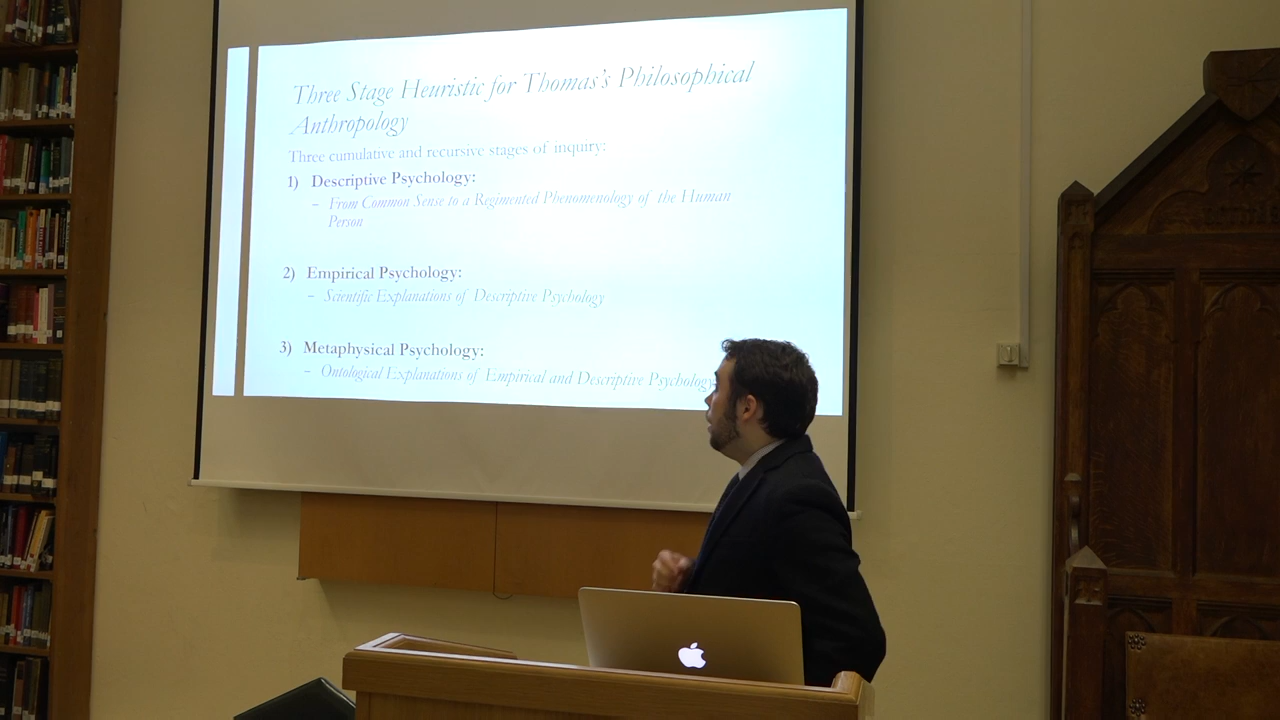 Three Stage Heuristic for Thomas's Philosophical
Anthropology
Three cumulative and recursive stages of inquiry:
1) Descriptive Psychology:
– From Common Sense to a Regimented Phenomenology of the Human
Person
2) Empirical Psychology:
– Scientific Explanations of Descriptive Psychology
3) Metaphysical Psychology:
– Ontological Explanations of Empirical and Descriptive Psychology